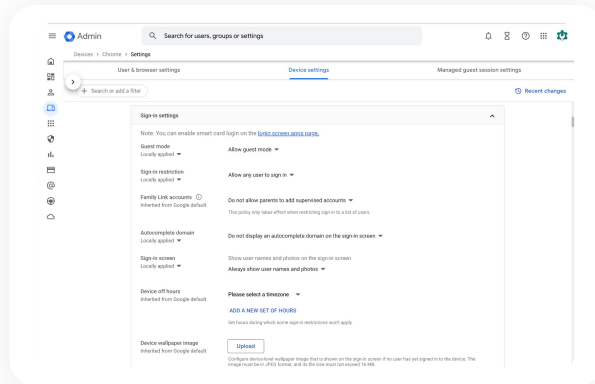 Admin
Search for users, groups or settings
Devices > Chrome > Settings
User & browser settings
Device settings
Managed guest session settings
+ Search or add a filter
Recent changes
Sign-in settings
Note: You can enable smart card login on the login screen apps page.
Guest mode
Locally applied
Allow guest mode
Sign-in restriction
Locally applied
Allow any user to sign in
Family Link accounts
Inherited from Google default
Do not allow parents to add supervised accounts
This policy only takes effect when restricting sign-in to a list of users.
Autocomplete domain
Locally applied
Do not display an autocomplete domain on the sign-in screen
Sign-in screen
Locally applied
Show user names and photos on the sign-in screen
Always show user names and photos
Device off hours
Inherited from Google default
Please select a timezone
ADD A NEW SET OF HOURS
Set hours during which some sign-in restrictions won't apply
Device wallpaper image
Inherited from Google default
Upload
Configure device-level wallpaper image that is shown on the sign-in screen if no user has yet signed in to the device. The
image must be in JPEG format, and its file size must not exceed 16 MB.